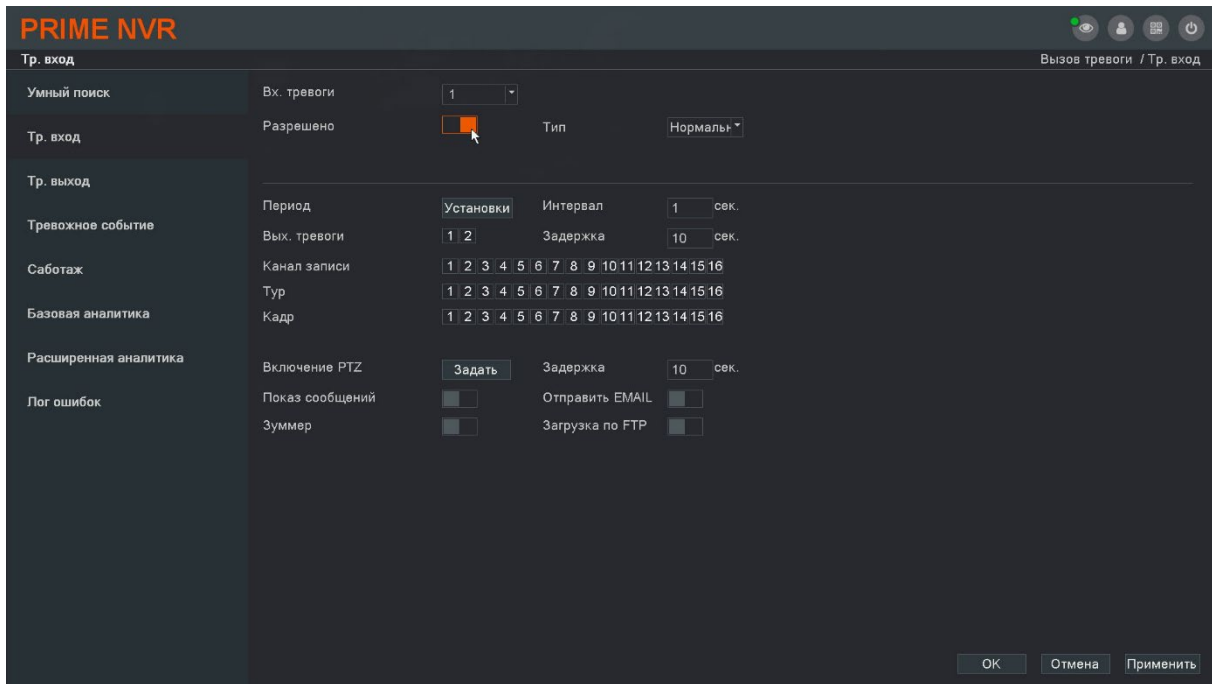 PRIME NVR
Тр. вход
Вызов тревоги / Тр. вход
Умный поиск
Тр. вход
Тр. выход
Тревожное событие
Саботаж
Базовая аналитика
Расширенная аналитика
Лог ошибок
Вх. тревоги 1
Разрешено Тип Нормальн
Период Установки Интервал 1 сек.
Вых. тревоги 1 2 Задержка 10 сек.
Канал записи 1 2 3 4 5 6 7 8 9 10 11 12 13 14 15 16
Тур 1 2 3 4 5 6 7 8 9 10 11 12 13 14 15 16
Кадр 1 2 3 4 5 6 7 8 9 10 11 12 13 14 15 16
Включение PTZ Задать Задержка 10 сек.
Показ сообщений Отправить EMAIL
Зуммер Загрузка по FTP
OK Отмена Применить